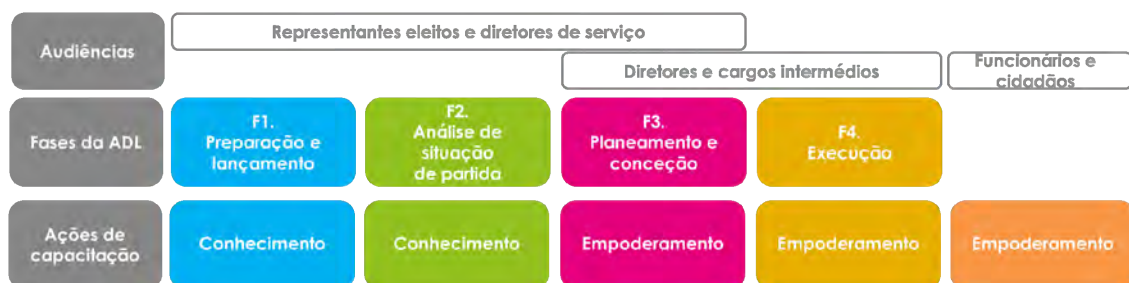 Audiências
Representantes eleitos e diretores de serviço
Diretores e cargos intermédios
Funcionários e
cidadãos
Fases da ADL
F1.
Preparação e
lançamento
F2.
Análise de
situação
de partida
F3.
Planeamento e
conceção
F4.
Execução
Ações de
capacitação
Conhecimento
Conhecimento
Empoderamento
Empoderamento
Empoderamento